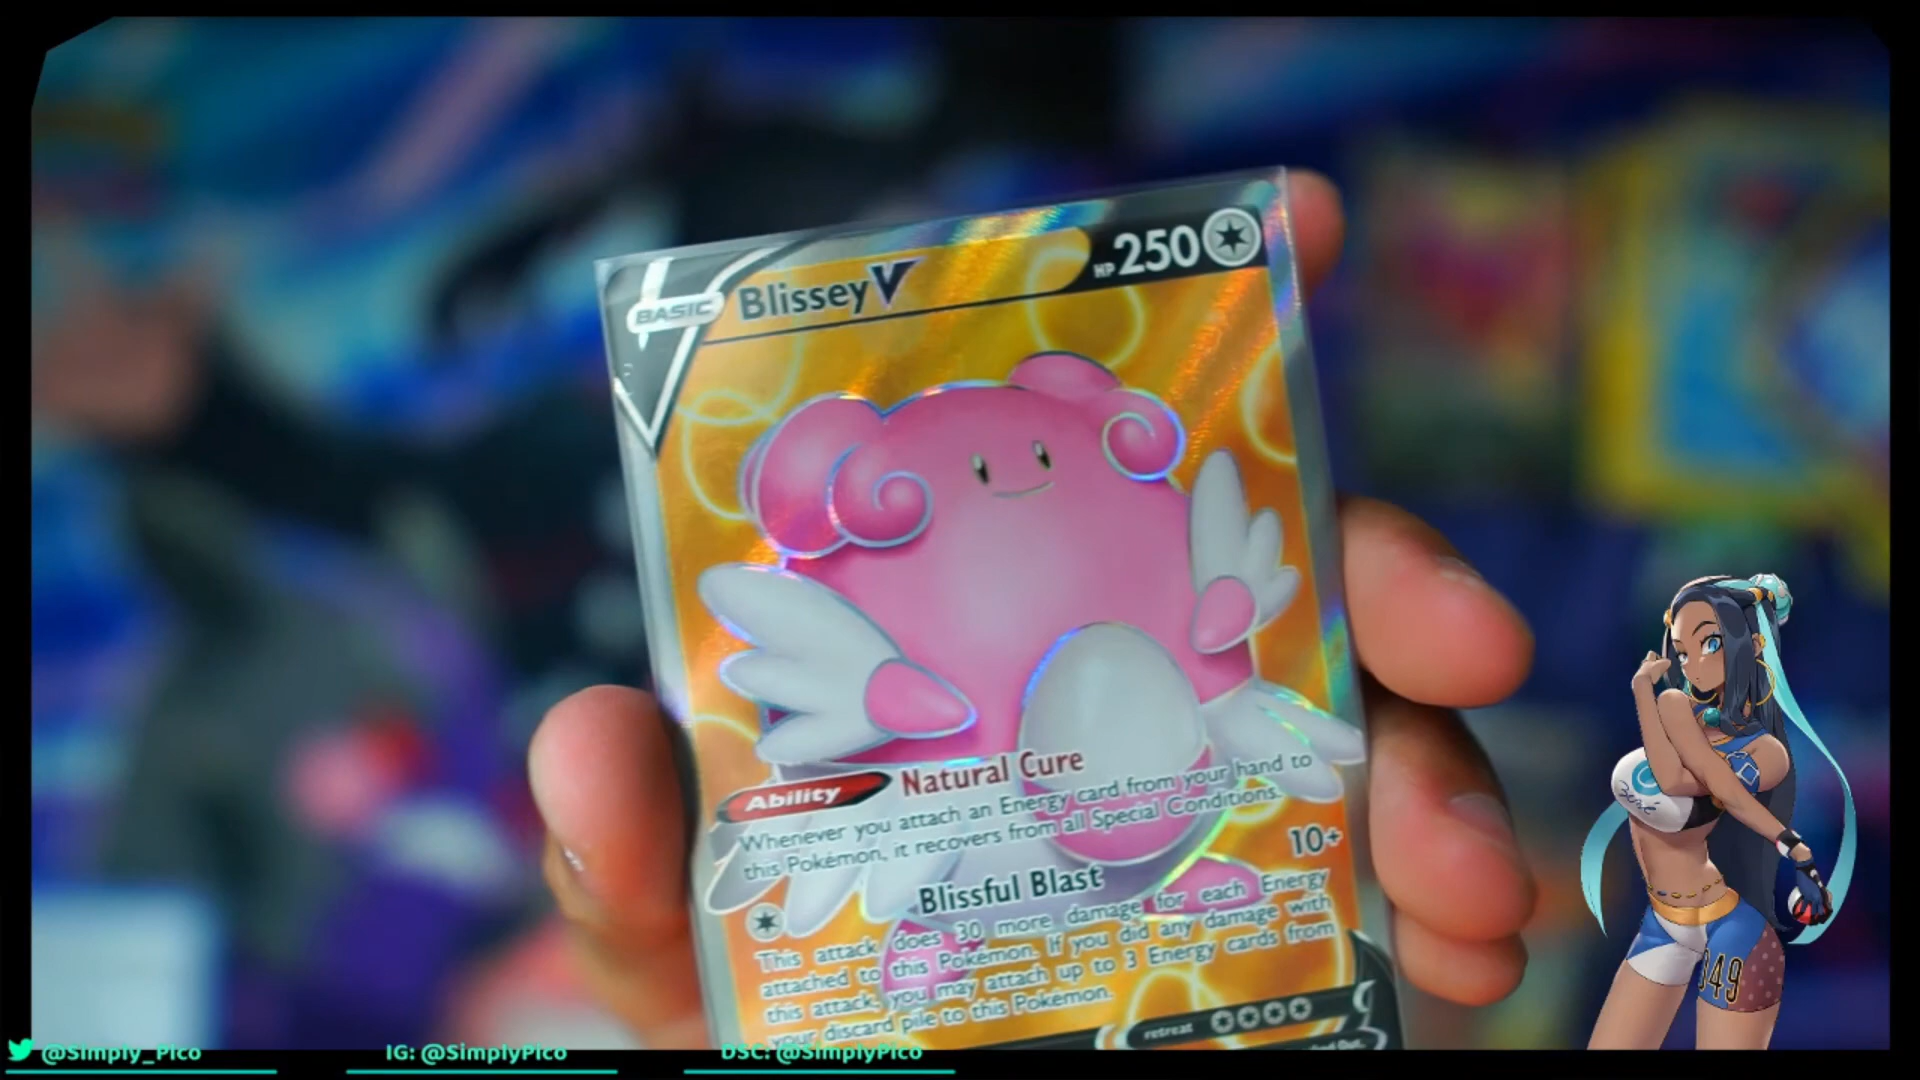 BASIC
Blissey V
HP 250
Ability
Natural Cure
Whenever you attach an Energy card from your hand to
this Pokémon, it recovers from all Special Conditions.
Blissful Blast
10+
This attack does 30 more damage for each Energy
attached to this Pokémon. If you did any damage with
this attack, you may attach up to 3 Energy cards from
your discard pile to this Pokémon.
retreat
Out.
849
@Simply_Pico
IG: @SimplyPico
DSC: @SimplyPico